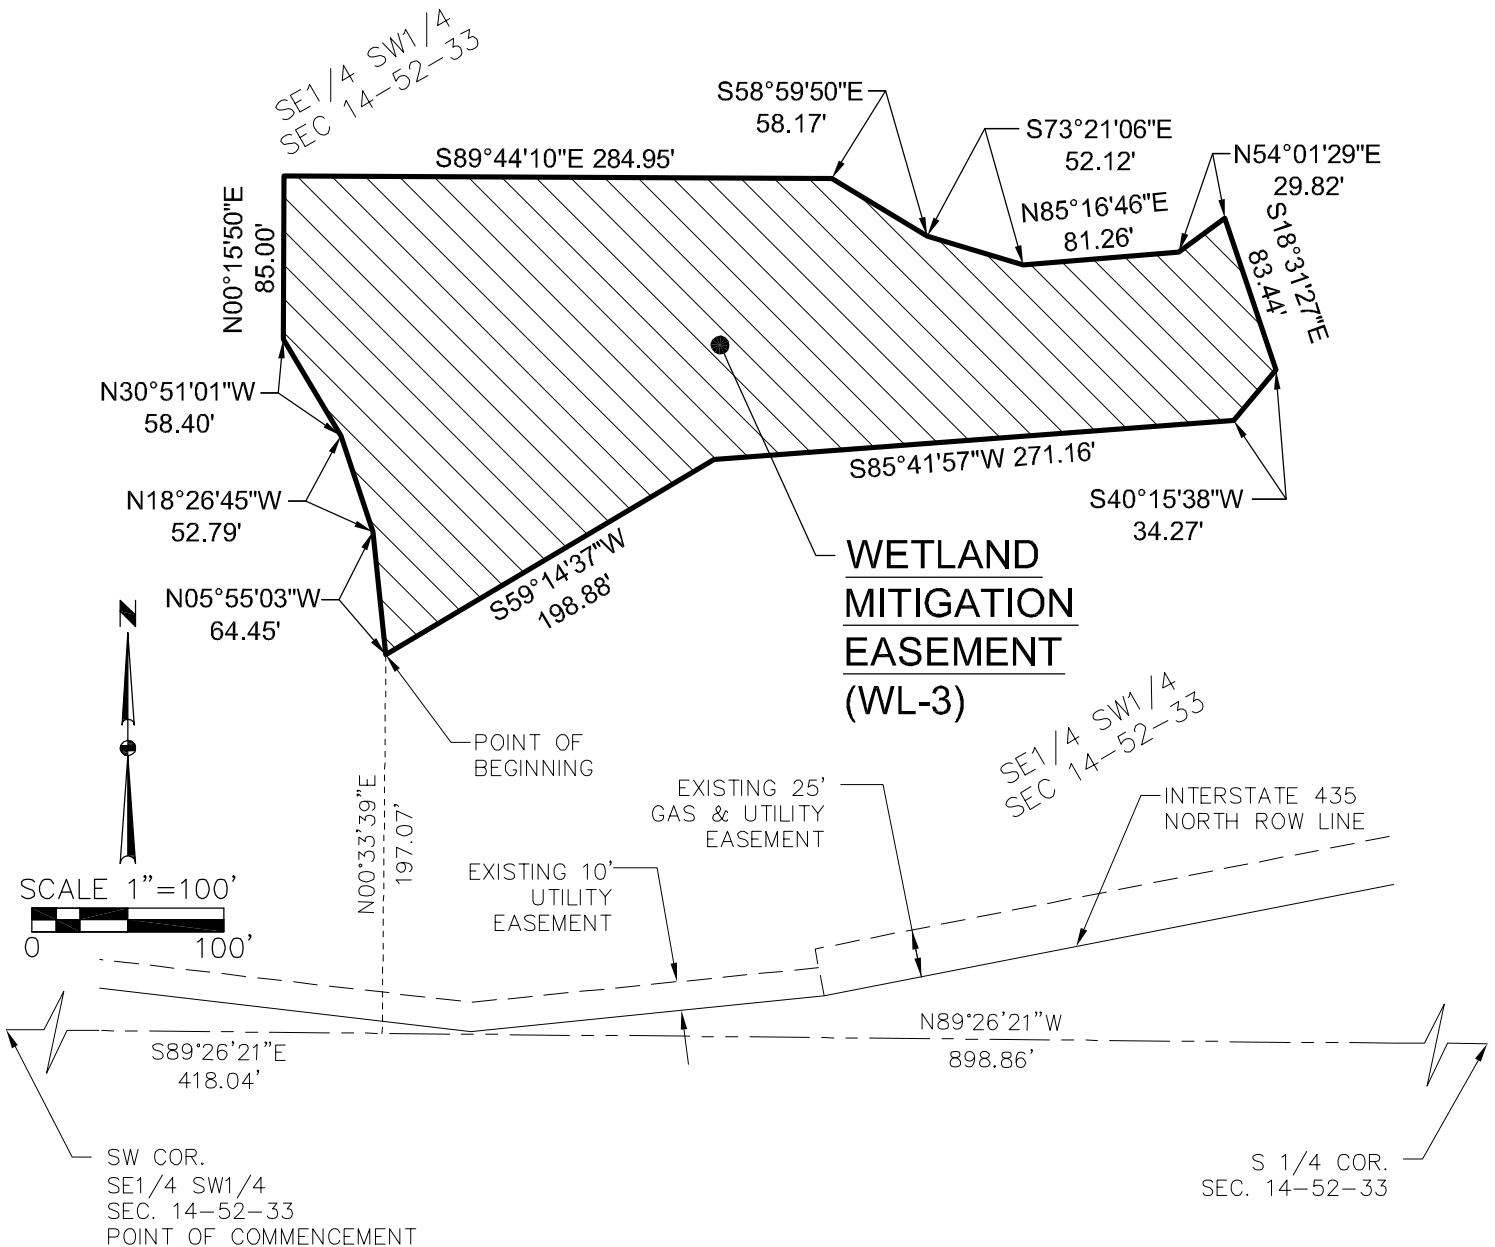 SE1/4 SW1/4
SEC 14-52-33
S58°59'50"E
58.17'
S73°21'06"E
52.12'
N54°01'29"E
29.82'
S89°44'10"E 284.95'
N85°16'46"E
81.26'
S18°31'27"E
83.44'
N00°15'50"E
85.00'
N30°51'01"W
58.40'
N18°26'45"W
52.79'
N05°55'03"W
64.45'
S85°41'57"W 271.16'
S40°15'38"W
34.27'
S59°14'37"W
198.88'
WETLAND
MITIGATION
EASEMENT
(WL-3)
N
SE1/4 SW1/4
SEC 14-52-33
POINT OF
BEGINNING
N00°33'39"E
197.07'
EXISTING 25'
GAS & UTILITY
EASEMENT
INTERSTATE 435
NORTH ROW LINE
EXISTING 10'
UTILITY
EASEMENT
SCALE 1"=100'
0 100'
S89°26'21"E
418.04'
N89°26'21"W
898.86'
SW COR.
SE1/4 SW1/4
SEC. 14-52-33
POINT OF COMMENCEMENT
S 1/4 COR.
SEC. 14-52-33